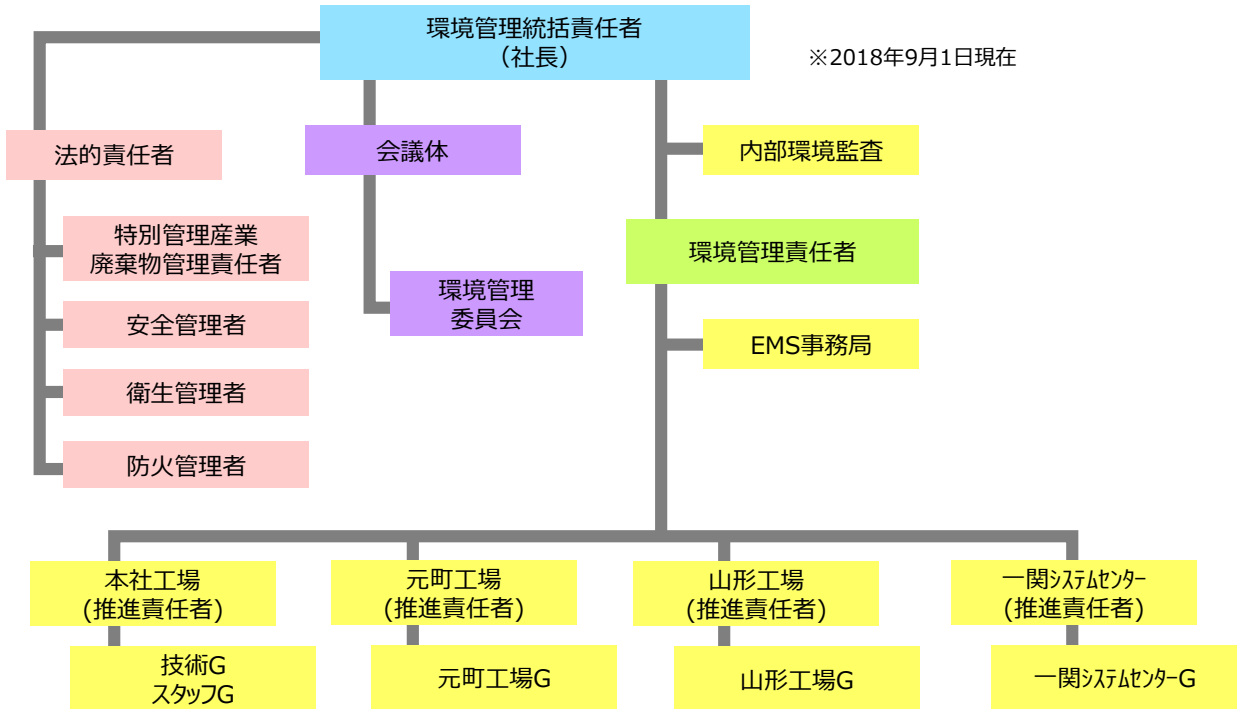 環境管理統括責任者
（社長）
※2018年9月1日現在
法的責任者
会議体
内部環境監査
特別管理産業
廃棄物管理責任者
環境管理責任者
環境管理
委員会
安全管理者
EMS事務局
衛生管理者
防火管理者
本社工場
(推進責任者)
元町工場
(推進責任者)
山形工場
(推進責任者)
一関ｼｽﾃﾑｾﾝﾀｰ
(推進責任者)
技術G
スタッフG
元町工場G
山形工場G
一関ｼｽﾃﾑｾﾝﾀｰG